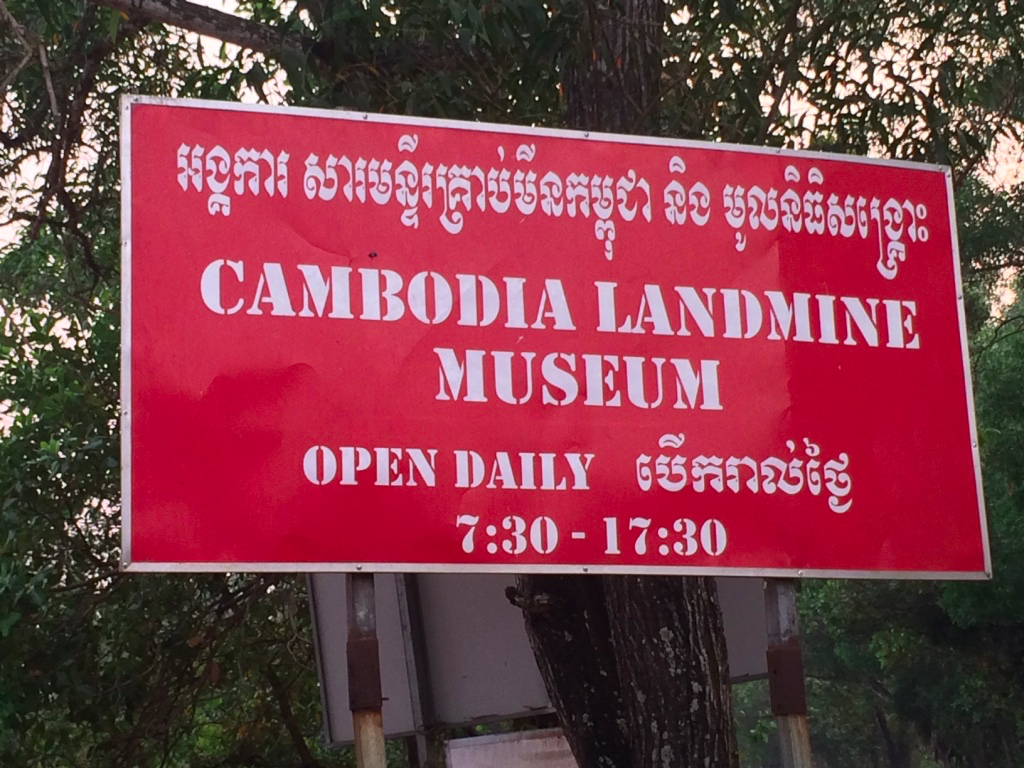 អង្គការ សារមន្ទីរគ្រាប់មីនកម្ពុជា និង មូលនិធិសង្គ្រោះ
CAMBODIA LANDMINE
MUSEUM
OPEN DAILY បើករាល់ថ្ងៃ
7:30 - 17:30